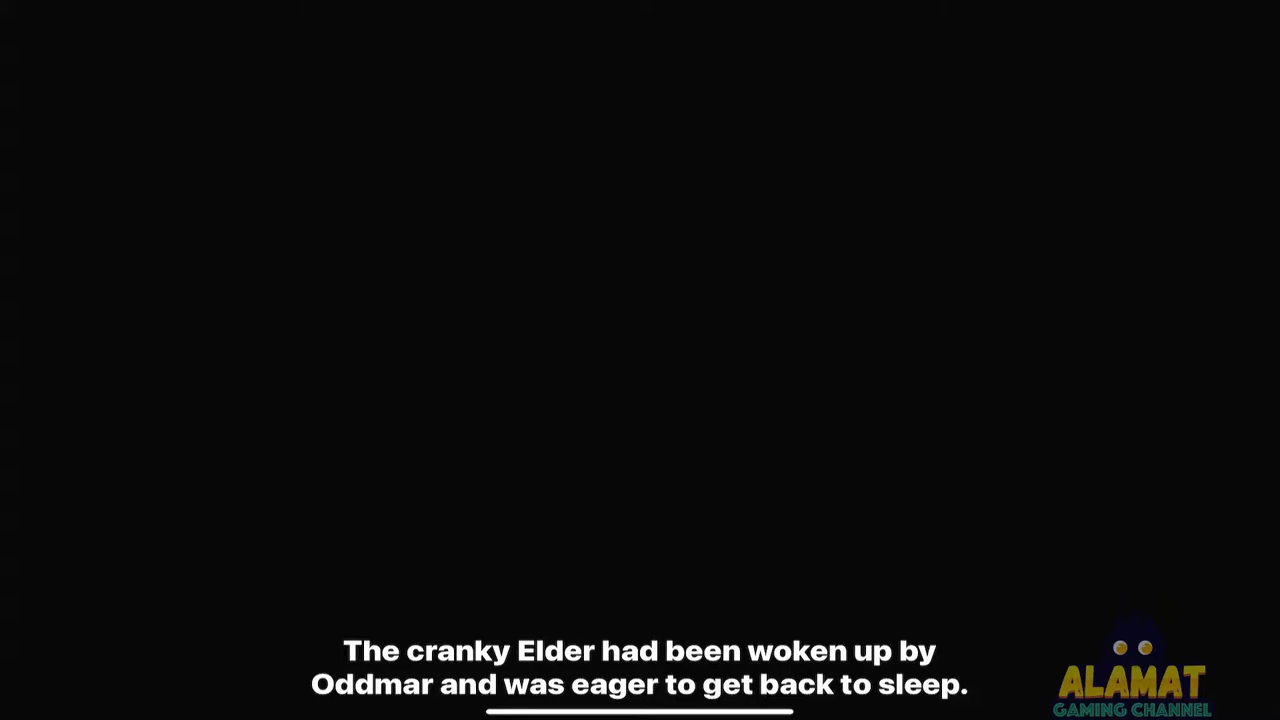 The cranky Elder had been woken up by
Oddmar and was eager to get back to sleep.
ALAMAT
GAMING CHANNEL